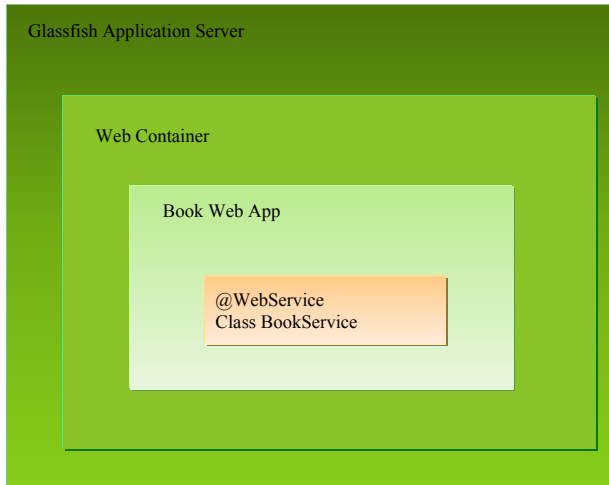 Glassfish Application Server
Web Container
Book Web App
@WebService
Class BookService